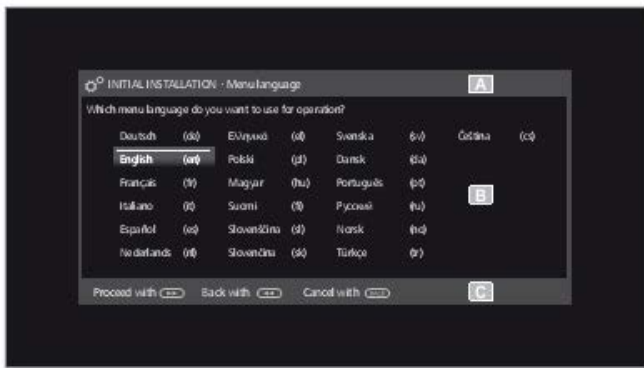 INITIAL INSTALLATION · Menu language A
Which menu language do you want to use for operation?
Deutsch (de) Ελληνικά (el) Svenska (sv) Čeština (cs)
English (en) Polski (pl) Dansk (da)
Français (fr) Magyar (hu) Português (pt)
B
Italiano (it) Suomi (fi) Русский (ru)
Español (es) Slovenščina (sl) Norsk (no)
Nederlands (nl) Slovenčina (sk) Türkçe (tr)
Proceed with Back with Cancel with C